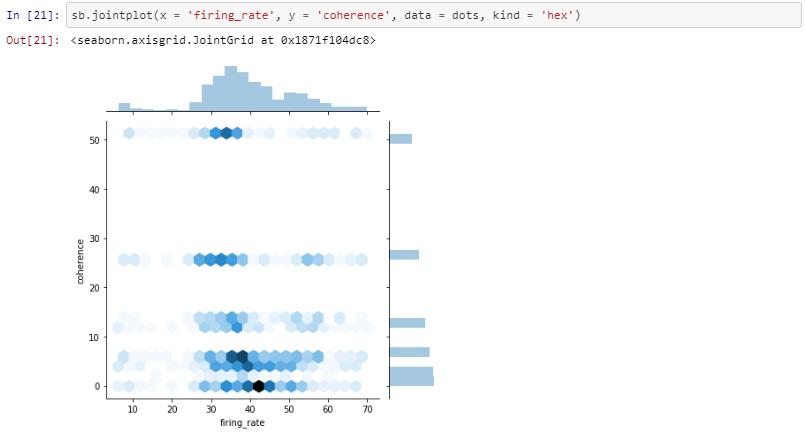 In [21]: sb.jointplot(x = 'firing_rate', y = 'coherence', data = dots, kind = 'hex')
Out[21]: <seaborn.axisgrid.JointGrid at 0x1871f104dc8>
50
40
30
20
10
0
coherence
10 20 30 40 50 60 70
firing_rate